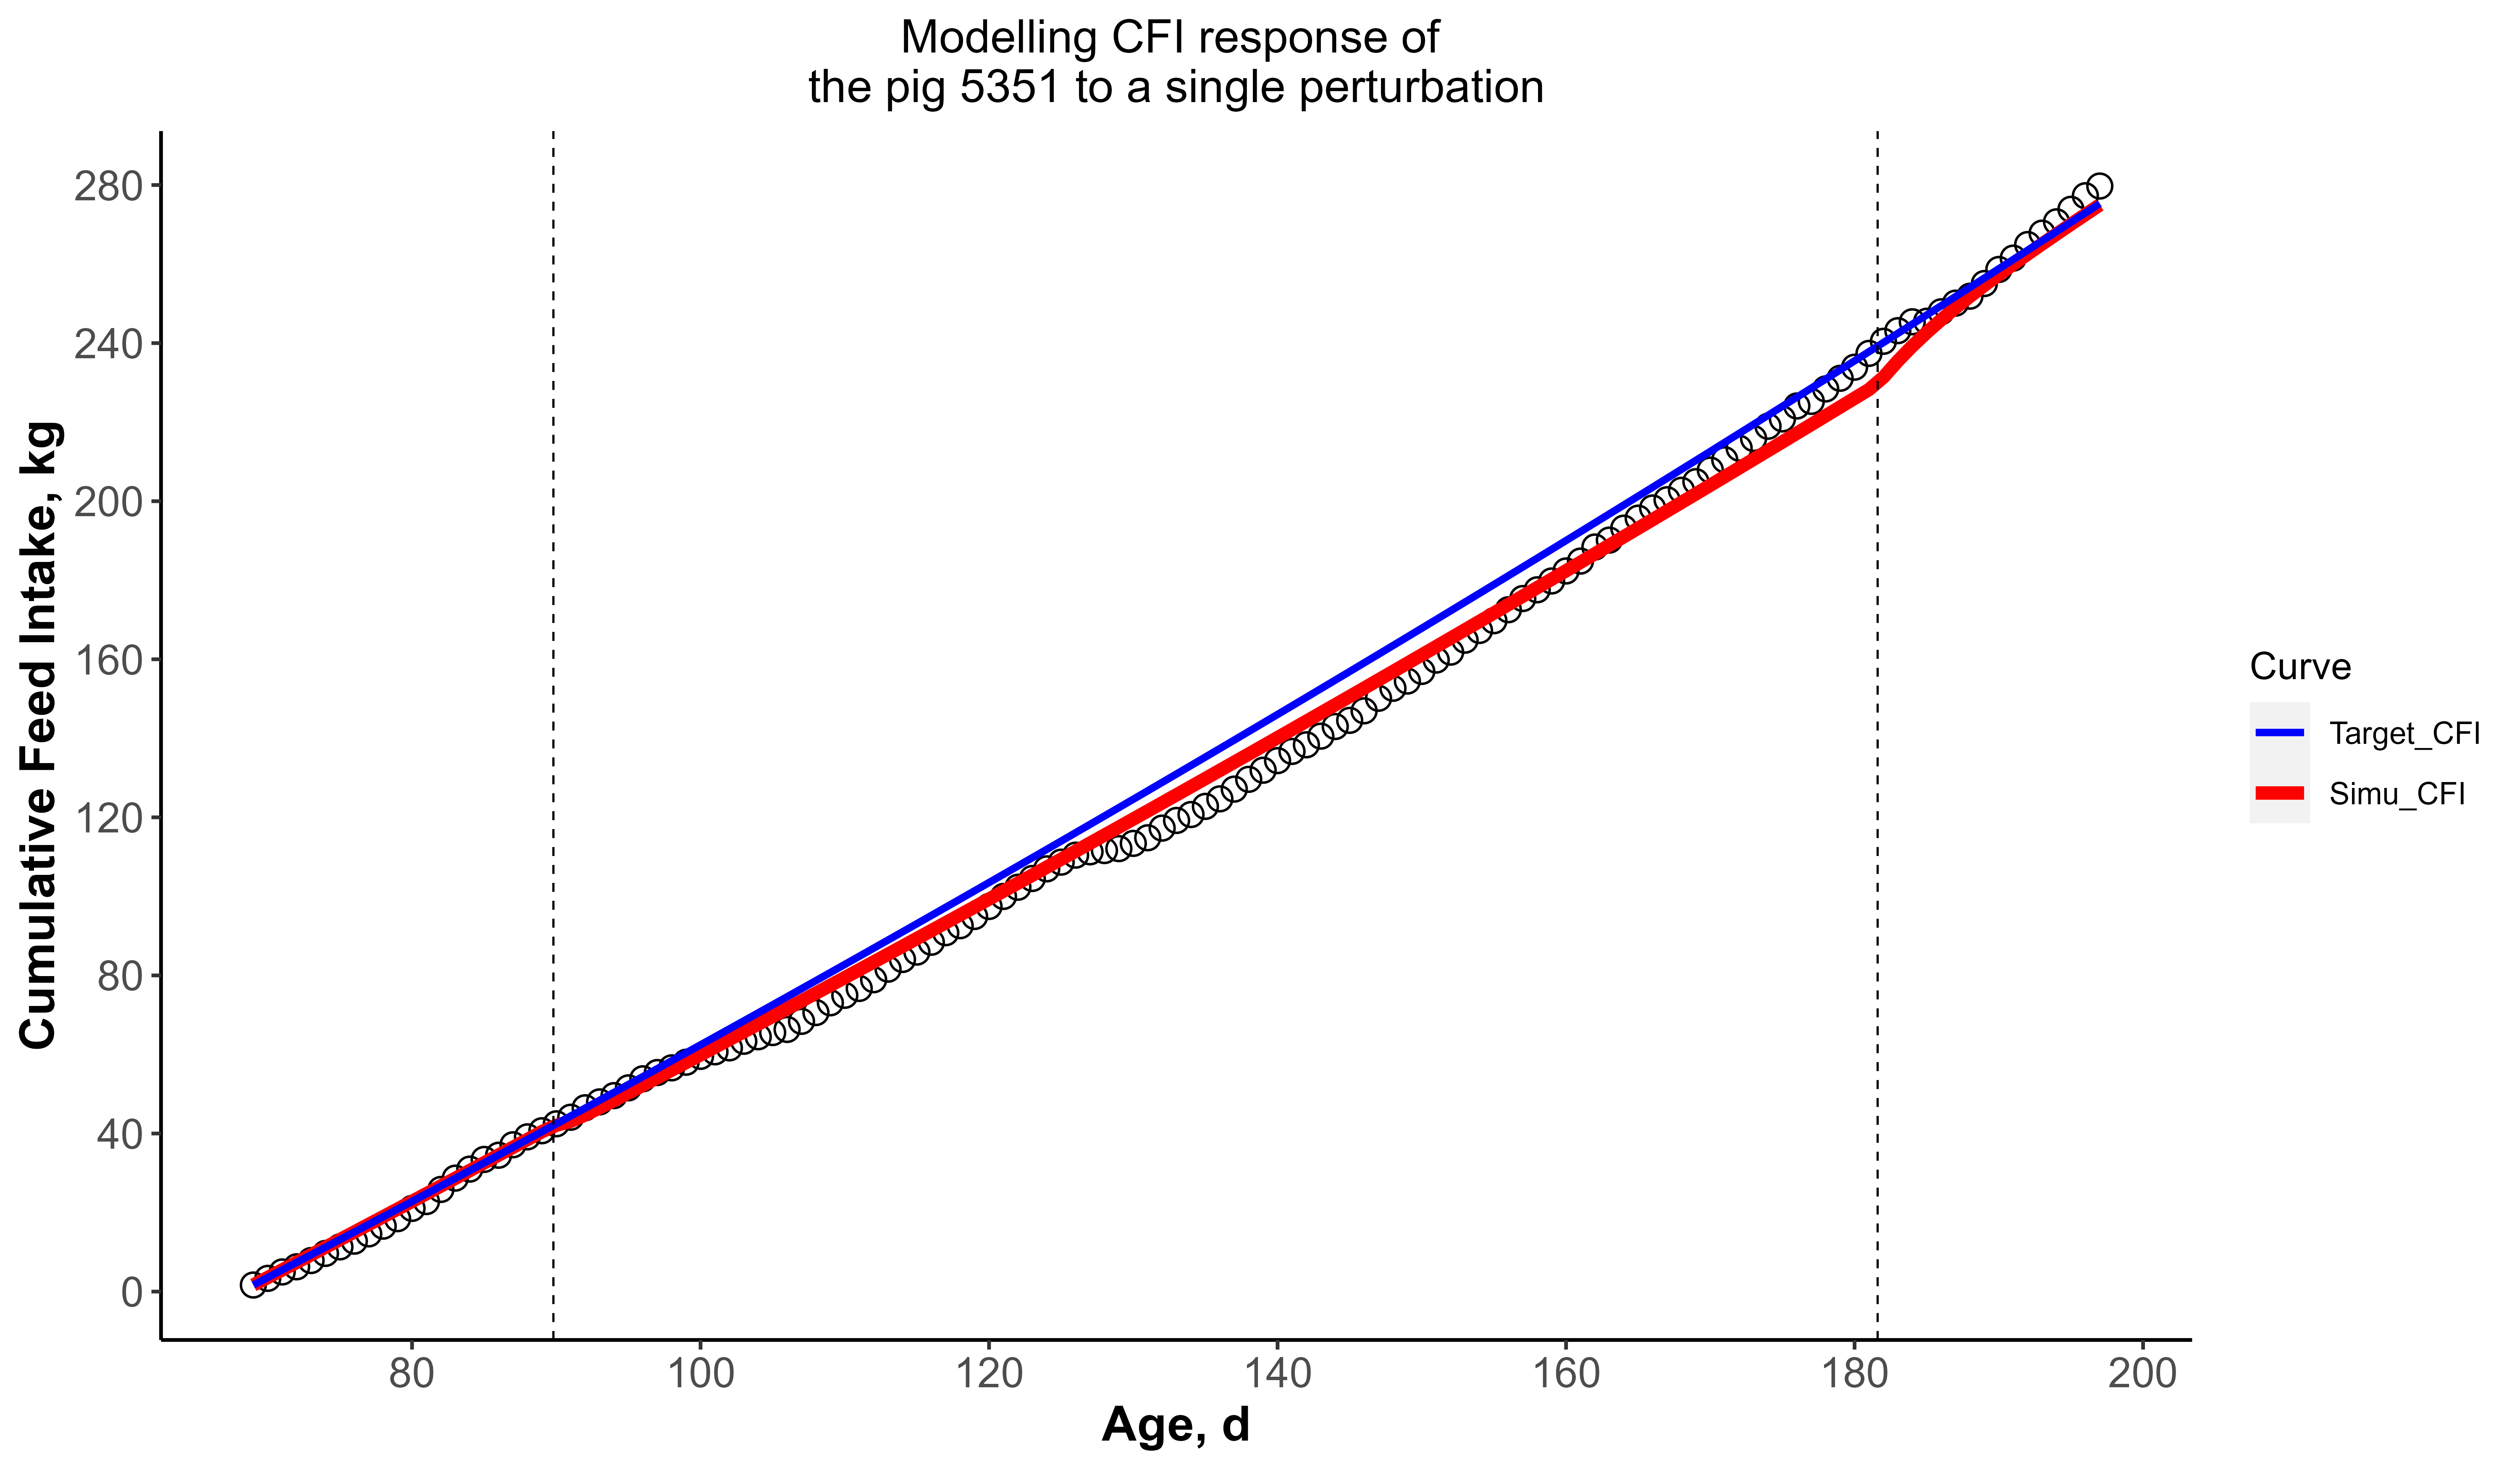 Modelling CFI response of
the pig 5351 to a single perturbation
Cumulative Feed Intake, kg
280
240
200
160
120
80
40
0
80 100 120 140 160 180 200
Age, d
Curve
Target_CFI
Simu_CFI